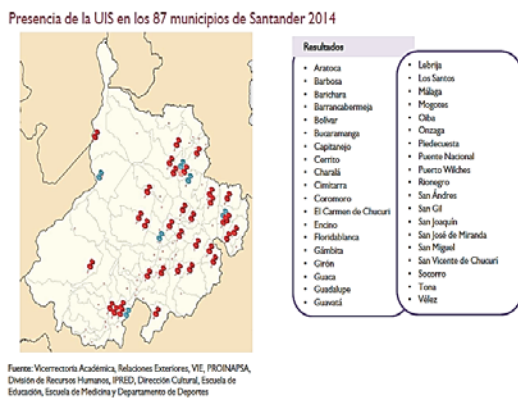 Presencia de la UIS en los 87 municipios de Santander 2014
Resultados
• Aratoca
• Barbosa
• Barichara
• Barrancabermeja
• Bolívar
• Bucaramanga
• Capitanejo
• Cerrito
• Charalá
• Cimitarra
• Coromoro
• El Carmen de Chucurí
• Encino
• Floridablanca
• Gámbita
• Girón
• Guaca
• Guadalupe
• Guavatá
• Lebrija
• Los Santos
• Málaga
• Mogotes
• Oiba
• Onzaga
• Piedecuesta
• Puente Nacional
• Puerto Wilches
• Rionegro
• San Andres
• San Gil
• San Joaquín
• San José de Miranda
• San Miguel
• San Vicente de Chucurí
• Socorro
• Tona
• Vélez
Fuente: Vicerrectoría Académica, Relaciones Exteriores, VIE, PROINAPSA,
División de Recursos Humanos, IPRED, Dirección Cultural, Escuela de
Educación, Escuela de Medicina y Departamento de Deportes